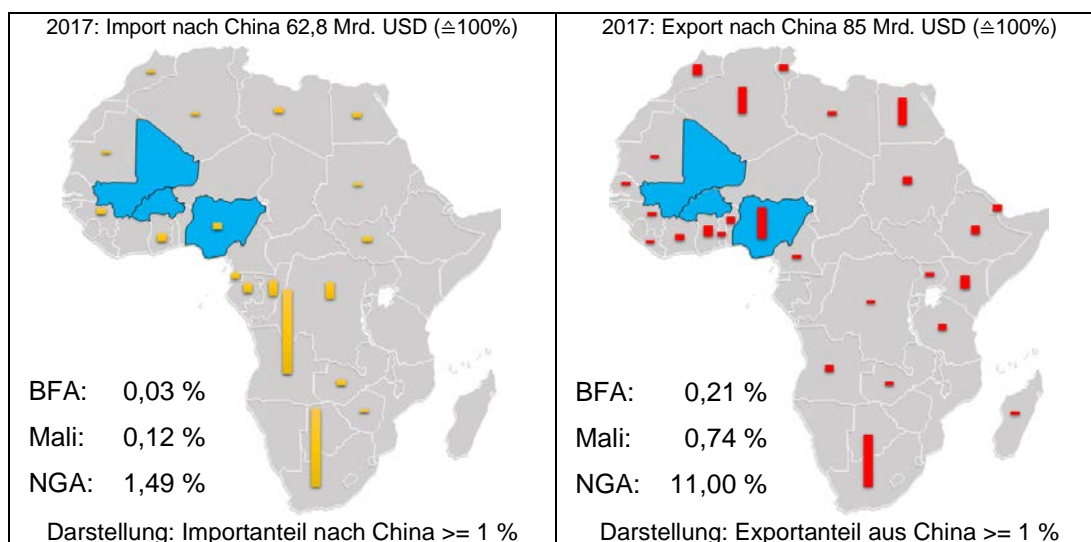 2017: Import nach China 62,8 Mrd. USD (≙100%)
BFA: 0,03 %
Mali: 0,12 %
NGA: 1,49 %
Darstellung: Importanteil nach China >= 1 %
2017: Export nach China 85 Mrd. USD (≙100%)
BFA: 0,21 %
Mali: 0,74 %
NGA: 11,00 %
Darstellung: Exportanteil aus China >= 1 %